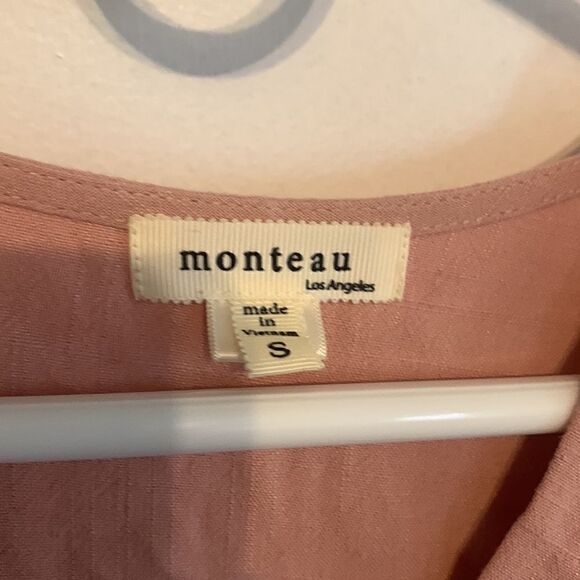 monteau
Los Angeles
made
in
Vietnam
S